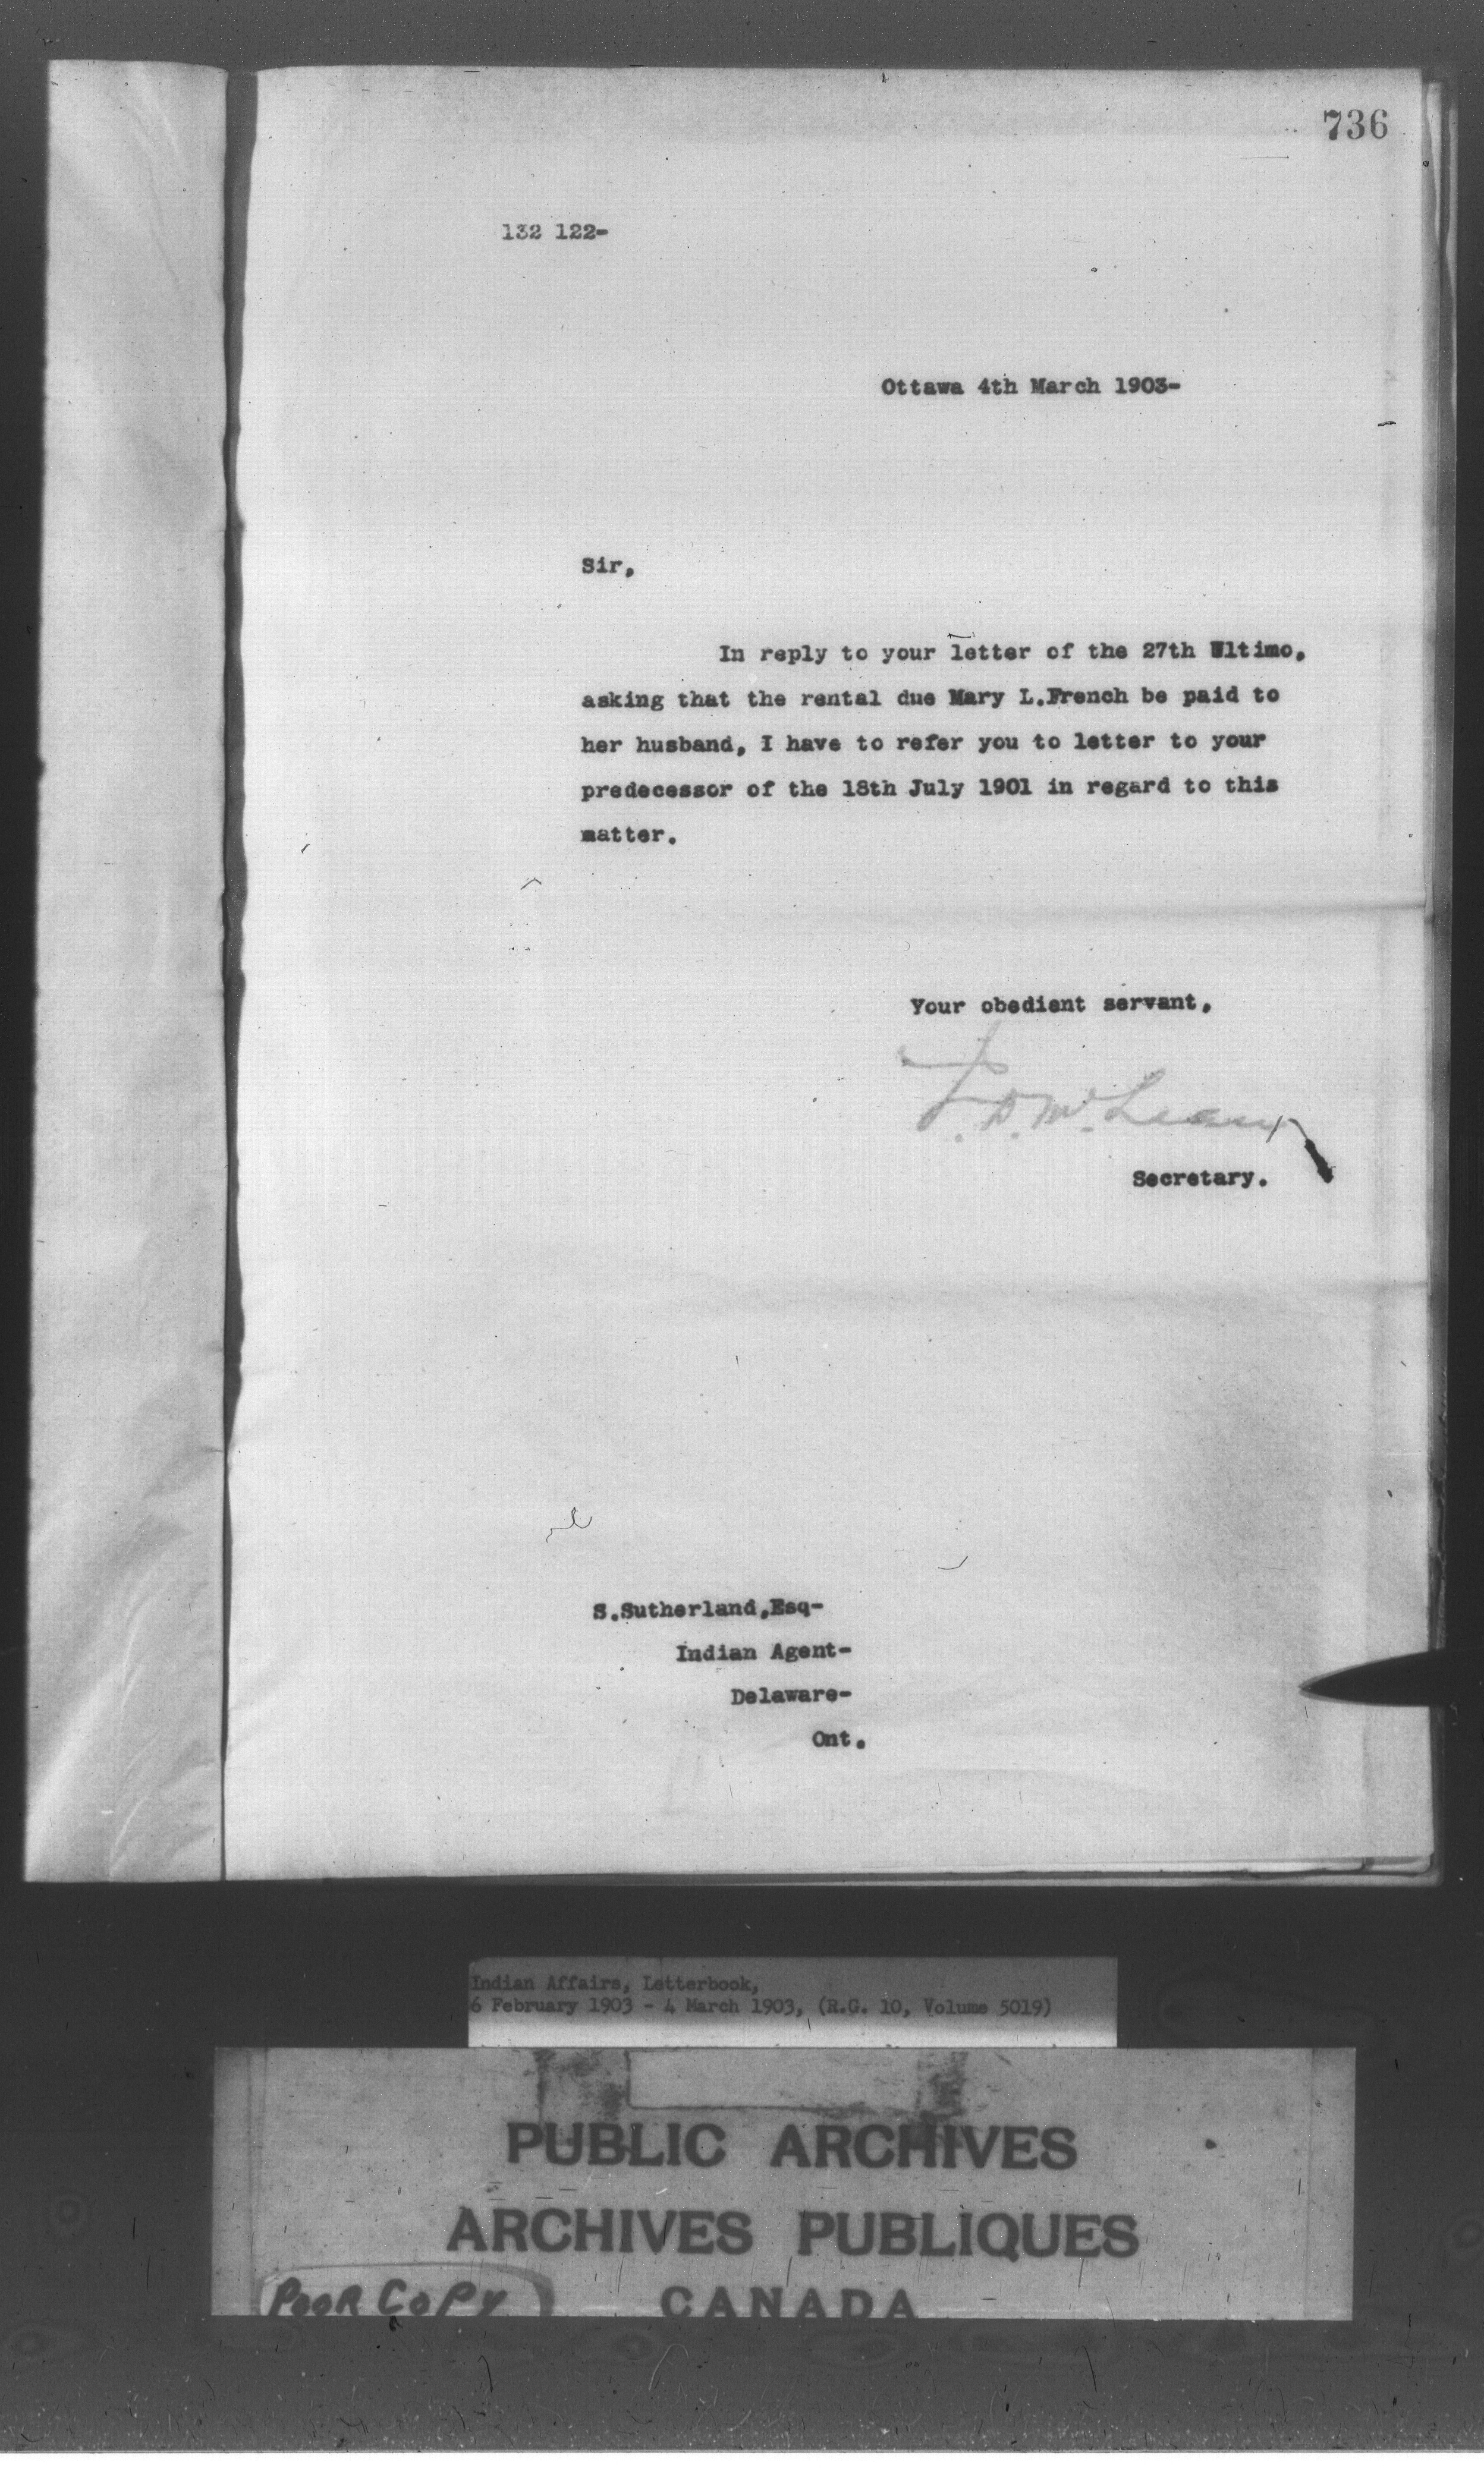 736
132 122-
Ottawa 4th March 1903-
Sir,
In reply to your letter of the 27th Ultimo,
asking that the rental due Mary L.French be paid to
her husband, I have to refer you to letter to your
predecessor of the 18th July 1901 in regard to this
matter.
Your obedient servant,
J. D. McLean
Secretary.
S.Sutherland,Esq-
Indian Agent-
Delaware-
Ont.
Indian Affairs, Letterbook,
6 February 1903 - 4 March 1903, (R.G. 10, Volume 5019)
PUBLIC ARCHIVES
ARCHIVES PUBLIQUES
CANADA
POOR COPY